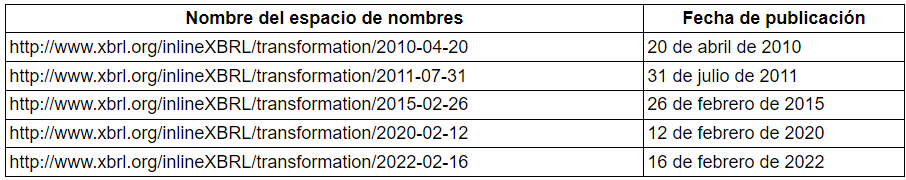 Nombre del espacio de nombres Fecha de publicación
http://www.xbrl.org/inlineXBRL/transformation/2010-04-20 20 de abril de 2010
http://www.xbrl.org/inlineXBRL/transformation/2011-07-31 31 de julio de 2011
http://www.xbrl.org/inlineXBRL/transformation/2015-02-26 26 de febrero de 2015
http://www.xbrl.org/inlineXBRL/transformation/2020-02-12 12 de febrero de 2020
http://www.xbrl.org/inlineXBRL/transformation/2022-02-16 16 de febrero de 2022